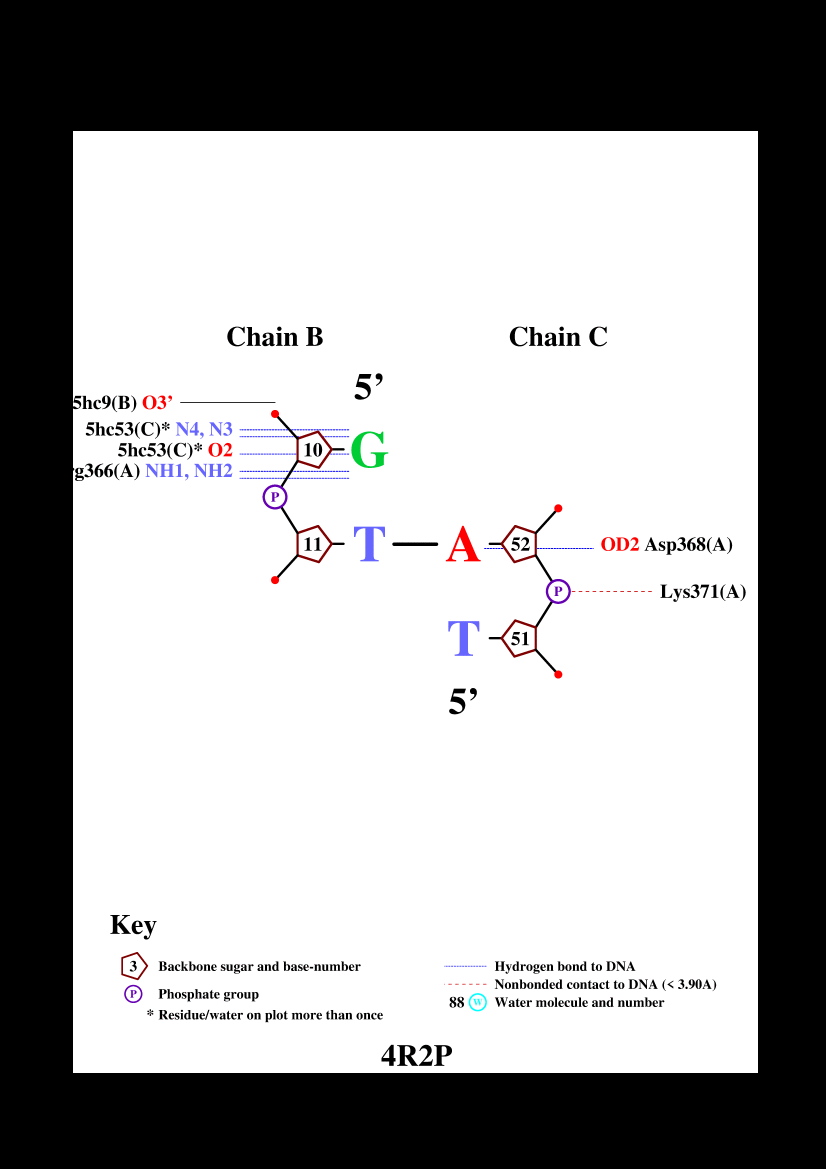 Chain B Chain C
5’
5hc9(B) O3’
5hc53(C)* N4, N3
5hc53(C)* O2
10 G
rg366(A) NH1, NH2
P
11 T A 52 OD2 Asp368(A)
P Lys371(A)
T 51
5’
Key
3 Backbone sugar and base-number
P Phosphate group
* Residue/water on plot more than once
Hydrogen bond to DNA
Nonbonded contact to DNA (< 3.90A)
88 W Water molecule and number
4R2P